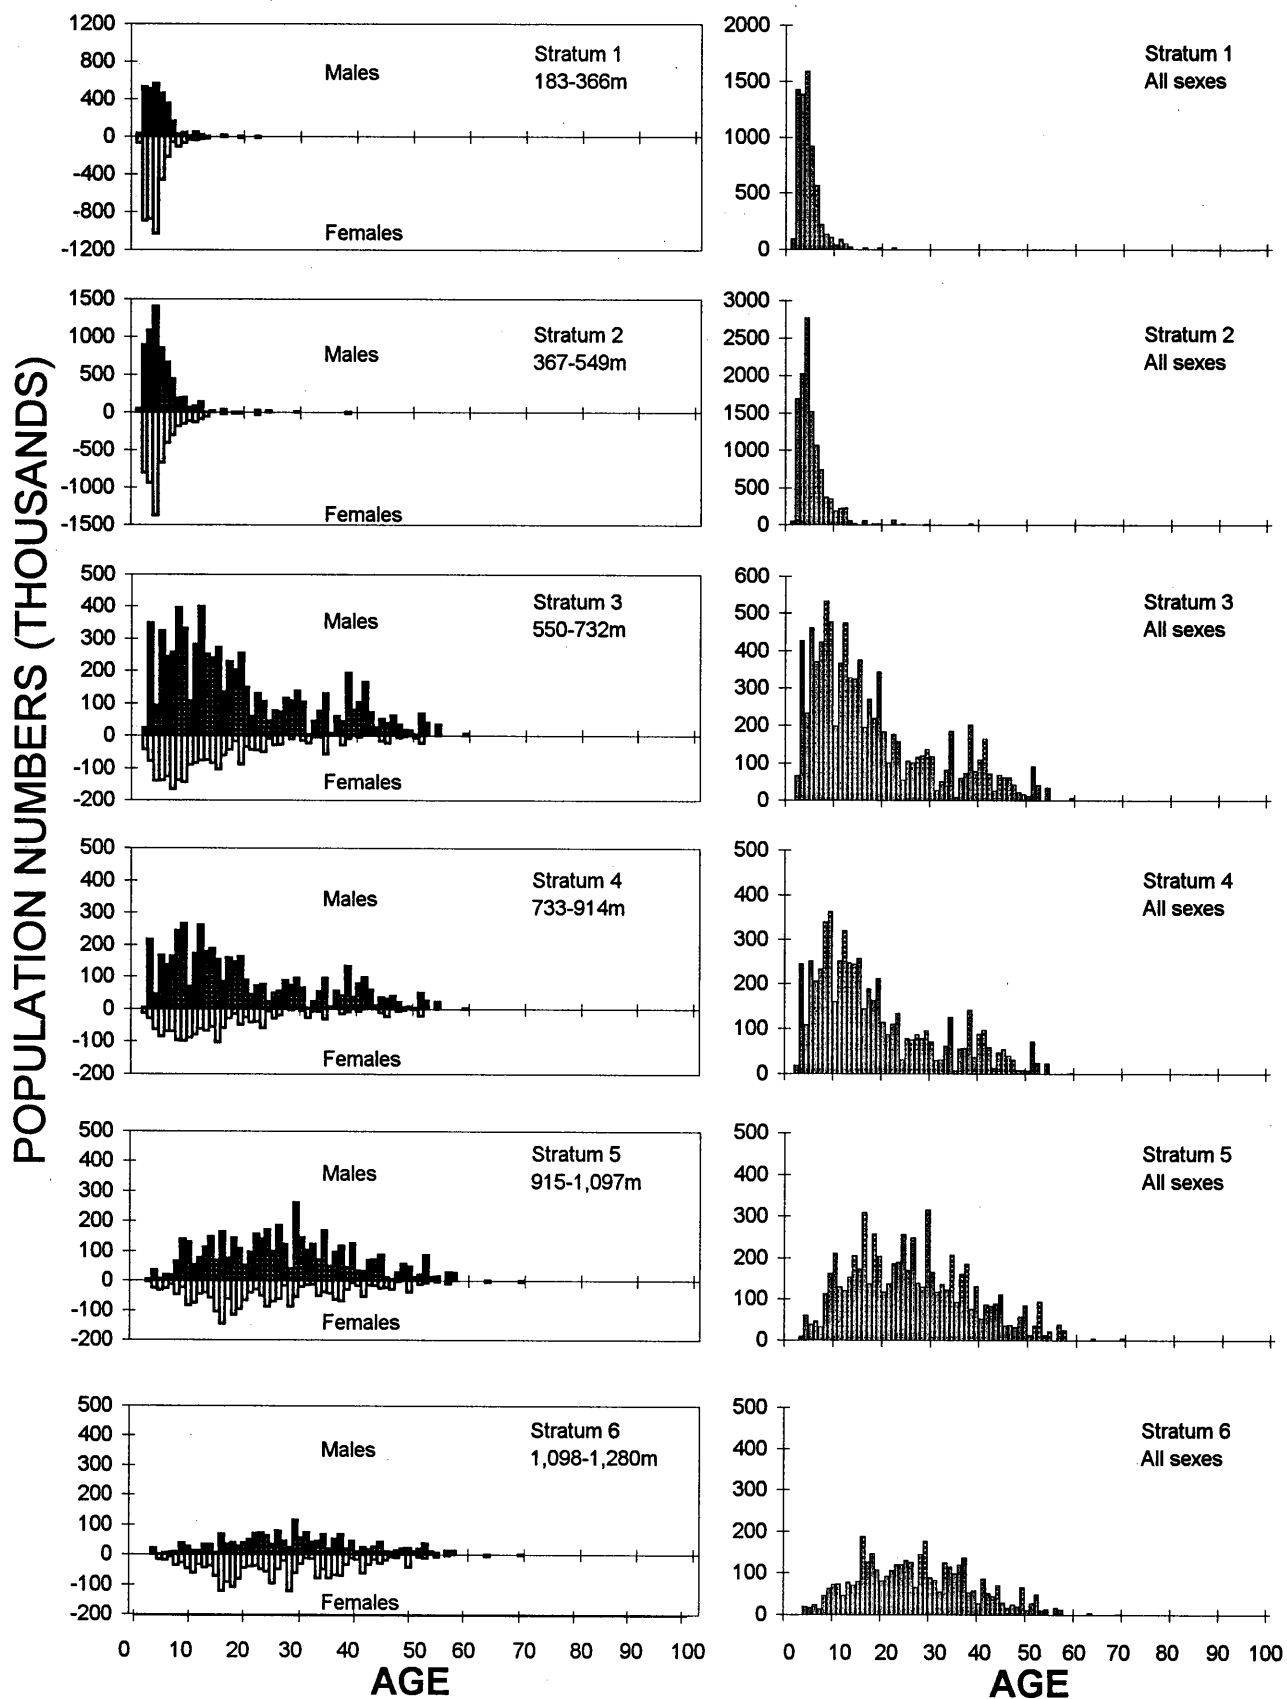 POPULATION NUMBERS (THOUSANDS)
1200
800
400
0
-400
-800
-1200
Males
Females
Stratum 1
183-366m
2000
1500
1000
500
0
Stratum 1
All sexes
1500
1000
500
0
-500
-1000
-1500
Males
Females
Stratum 2
367-549m
3000
2500
2000
1500
1000
500
0
Stratum 2
All sexes
500
400
300
200
100
0
-100
-200
Males
Females
Stratum 3
550-732m
600
500
400
300
200
100
0
Stratum 3
All sexes
500
400
300
200
100
0
-100
-200
Males
Females
Stratum 4
733-914m
500
400
300
200
100
0
Stratum 4
All sexes
500
400
300
200
100
0
-100
-200
Males
Females
Stratum 5
915-1,097m
500
400
300
200
100
0
Stratum 5
All sexes
500
400
300
200
100
0
-100
-200
Males
Females
Stratum 6
1,098-1,280m
500
400
300
200
100
0
Stratum 6
All sexes
0 10 20 30 40 50 60 70 80 90 100
AGE
0 10 20 30 40 50 60 70 80 90 100
AGE